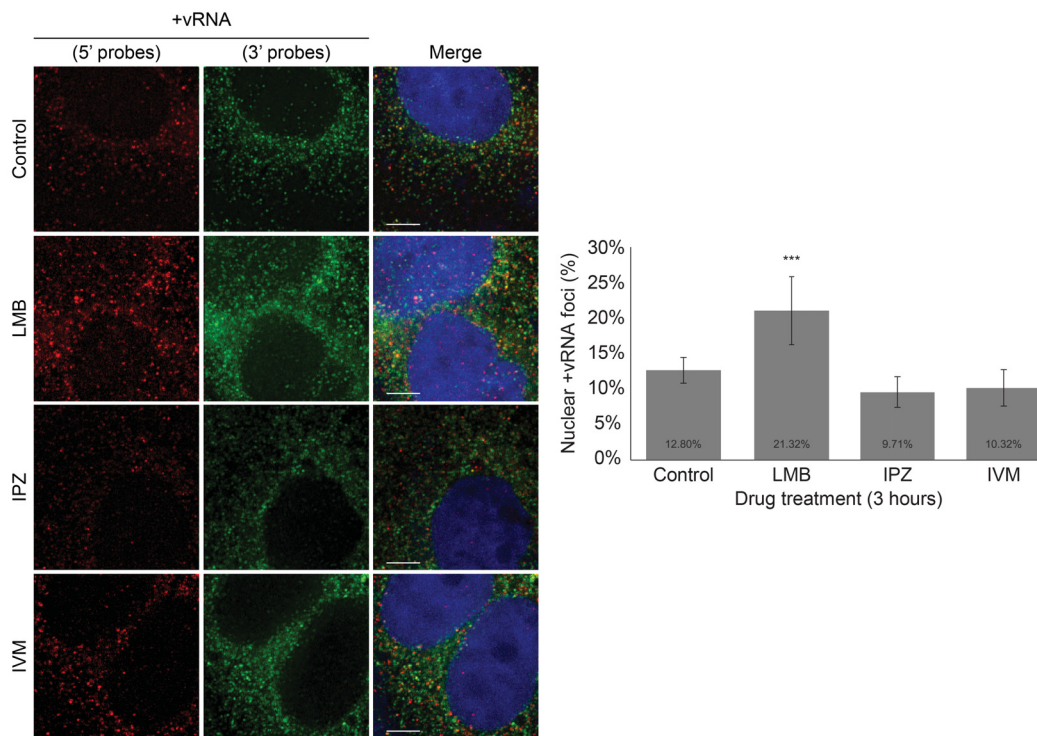 +vRNA
(5' probes) (3' probes) Merge
Control
LMB
IPZ
IVM
Nuclear +vRNA foci (%)
30%
25%
20%
15%
10%
5%
0%
***
12.80% 21.32% 9.71% 10.32%
Control LMB IPZ IVM
Drug treatment (3 hours)